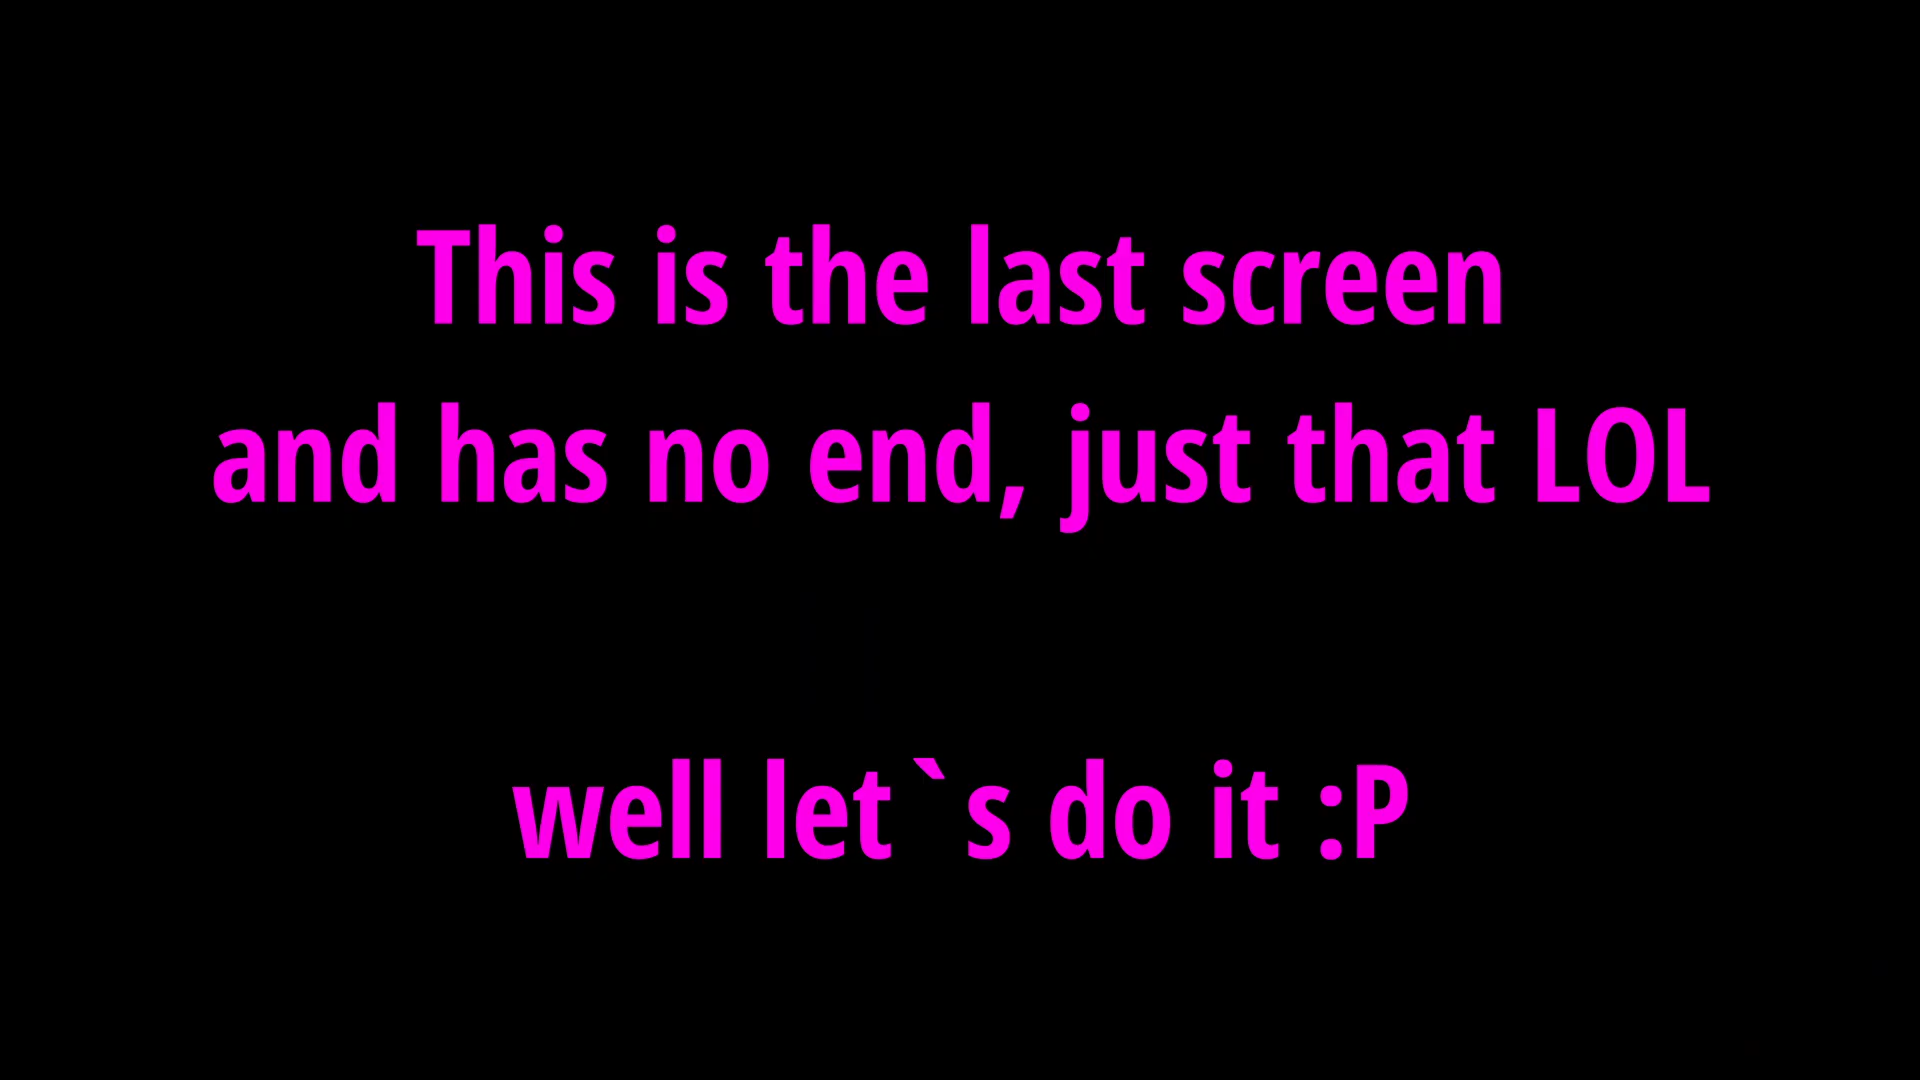 This is the last screen
and has no end, just that LOL
well let`s do it :P